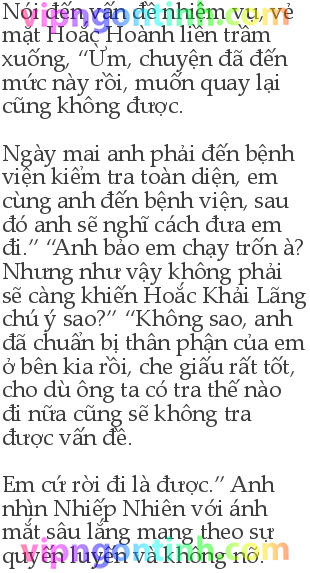 Nói đến vấn đề nhiệm vụ, vẻ
mặt Hoắc Hoành liền trầm
xuống, “Ừm, chuyện đã đến
mức này rồi, muốn quay lại
cũng không được.
Ngày mai anh phải đến bệnh
viện kiểm tra toàn diện, em
cùng anh đến bệnh viện, sau
đó anh sẽ nghĩ cách đưa em
đi.” “Anh bảo em chạy trốn à?
Nhưng như vậy không phải
sẽ càng khiến Hoắc Khải Lãng
chú ý sao?” “Không sao, anh
đã chuẩn bị thân phận của em
ở bên kia rồi, che giấu rất tốt,
cho dù ông ta có tra thế nào
đi nữa cũng sẽ không tra
được vấn đề.
Em cứ rời đi là được.” Anh
nhìn Nhiếp Nhiên với ánh
mắt sâu lắng mang theo sự
quyến luyến và không nỡ.
vipngontinh.com
vipngontinh.com